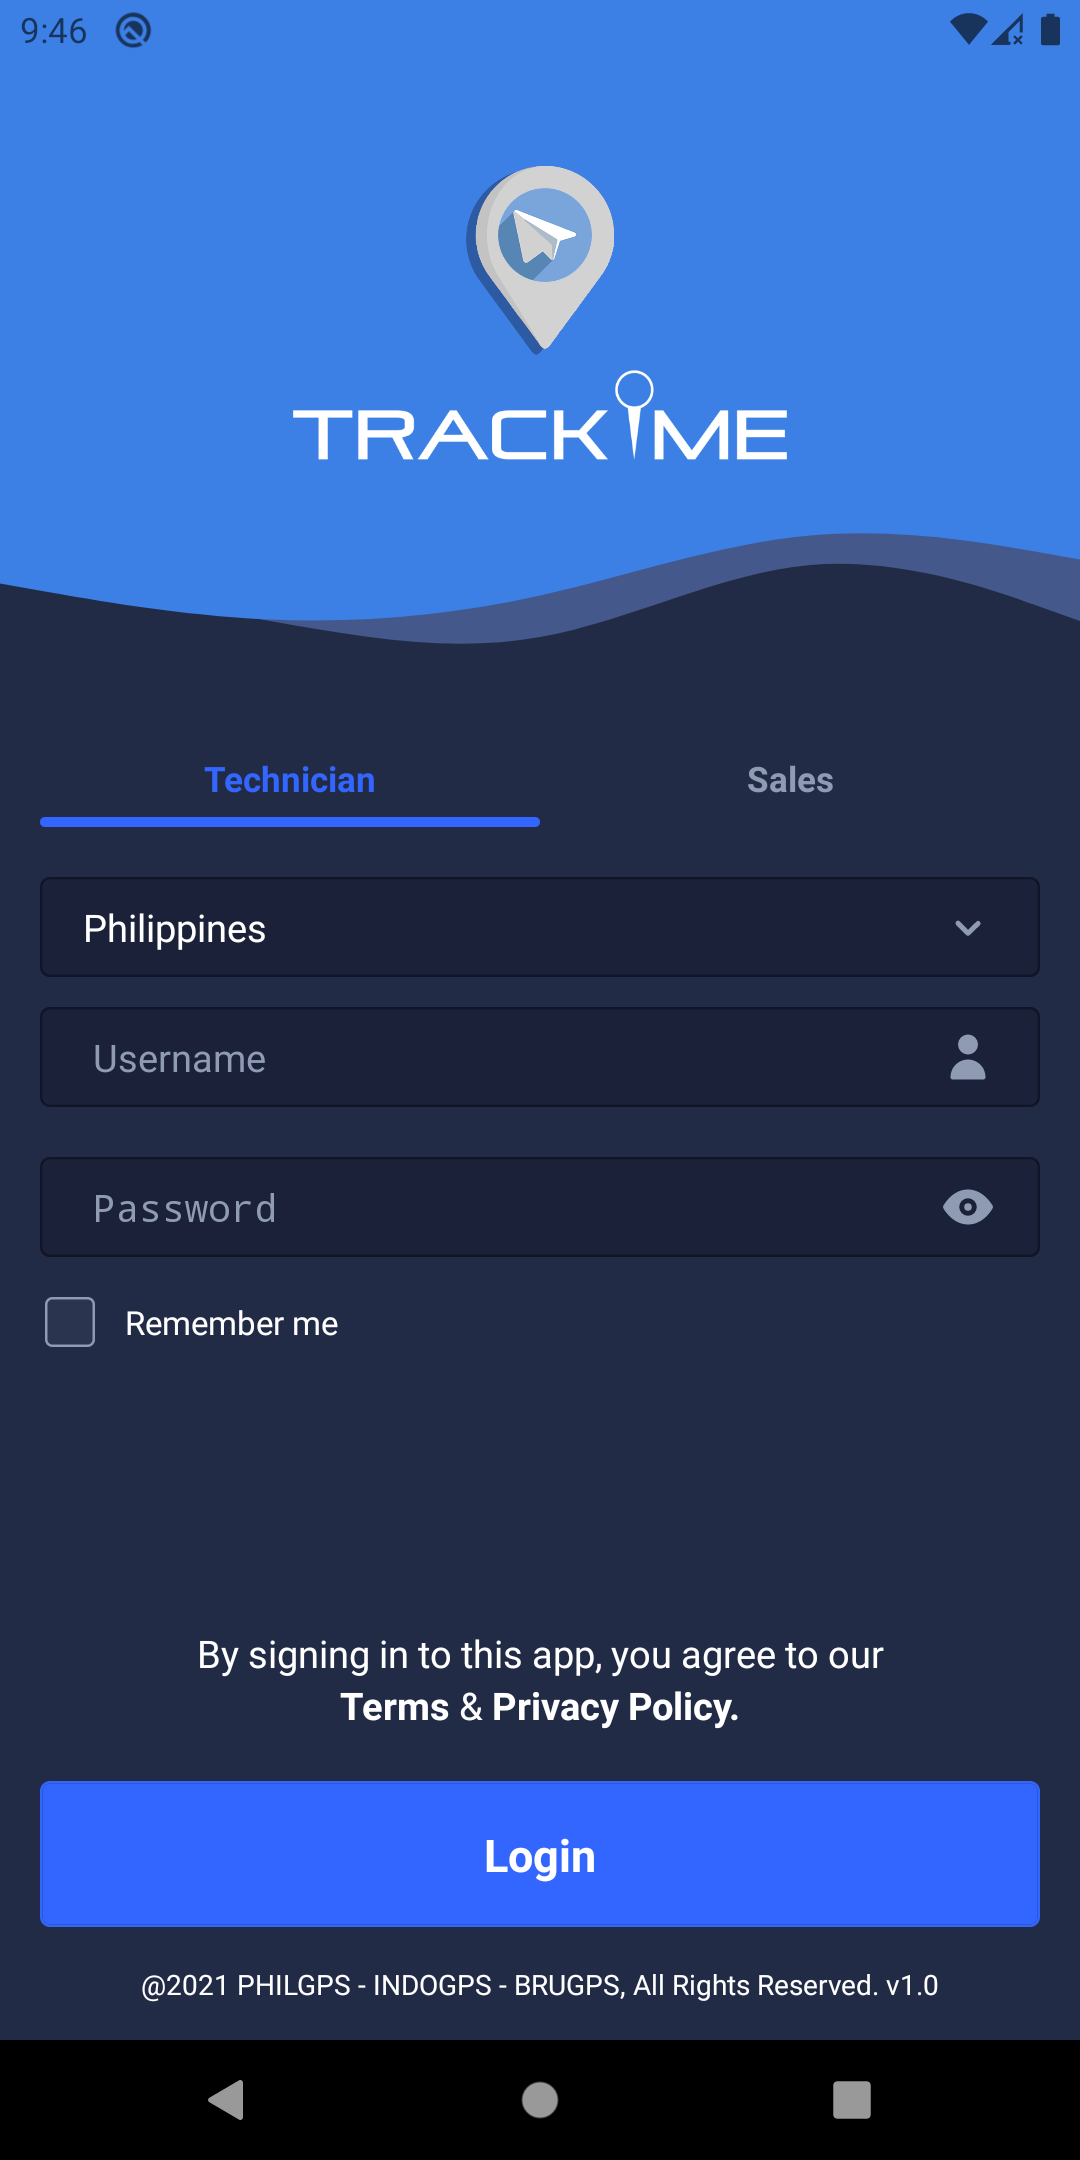 9:46
TRACKME
Technician
Sales
Philippines
Username
Password
Remember me
By signing in to this app, you agree to our
Terms & Privacy Policy.
Login
@2021 PHILGPS - INDOGPS - BRUGPS, All Rights Reserved. v1.0